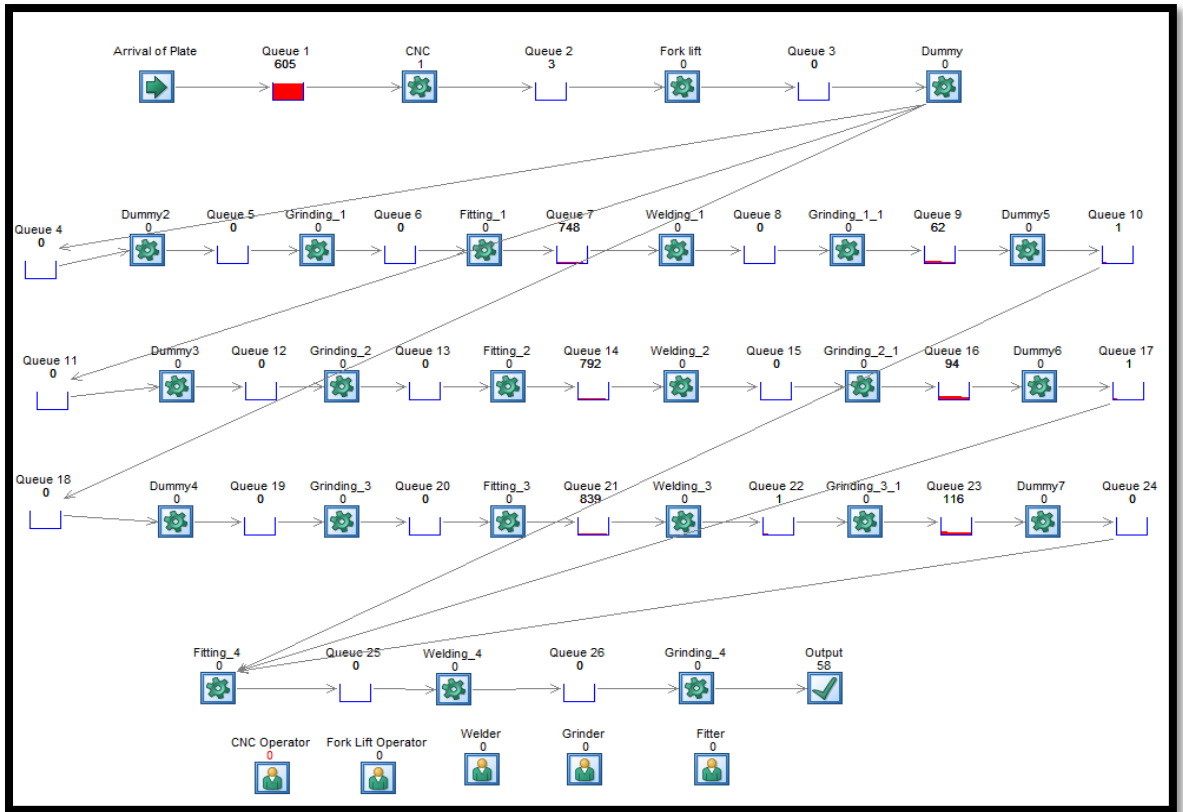 Arrival of Plate Queue 1 CNC Queue 2 Fork lift Queue 3 Dummy
605 1 3 0 0 0
Queue 4 Dummy2 Queue 5 Grinding_1 Queue 6 Fitting_1 Queue 7 Welding_1 Queue 8 Grinding_1_1 Queue 9 Dummy5 Queue 10
0 0 0 0 0 0 748 0 0 0 62 0 1
Queue 11 Dummy3 Queue 12 Grinding_2 Queue 13 Fitting_2 Queue 14 Welding_2 Queue 15 Grinding_2_1 Queue 16 Dummy6 Queue 17
0 0 0 0 0 0 792 0 0 0 94 0 1
Queue 18 Dummy4 Queue 19 Grinding_3 Queue 20 Fitting_3 Queue 21 Welding_3 Queue 22 Grinding_3_1 Queue 23 Dummy7 Queue 24
0 0 0 0 0 0 839 0 1 0 116 0 0
Fitting_4 Queue 25 Welding_4 Queue 26 Grinding_4 Output
0 0 0 0 0 58
CNC Operator Fork Lift Operator Welder Grinder Fitter
0 0 0 0 0